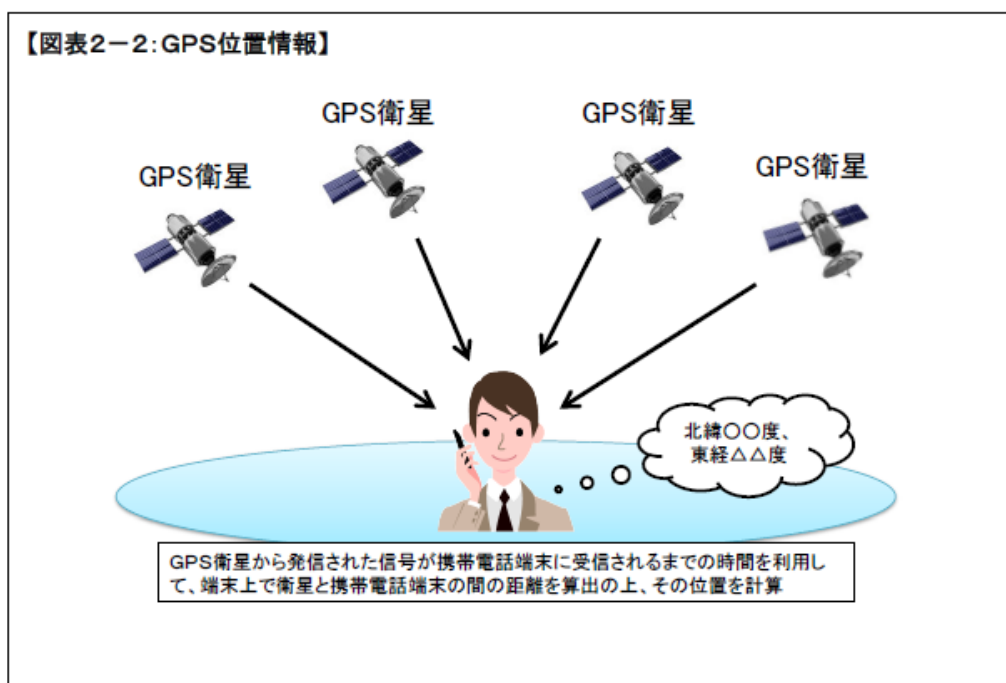 【図表2－2：GPS位置情報】
GPS衛星
GPS衛星
GPS衛星
GPS衛星
北緯〇〇度、
東経△△度
GPS衛星から発信された信号が携帯電話端末に受信されるまでの時間を利用し
て、端末上で衛星と携帯電話端末の間の距離を算出の上、その位置を計算